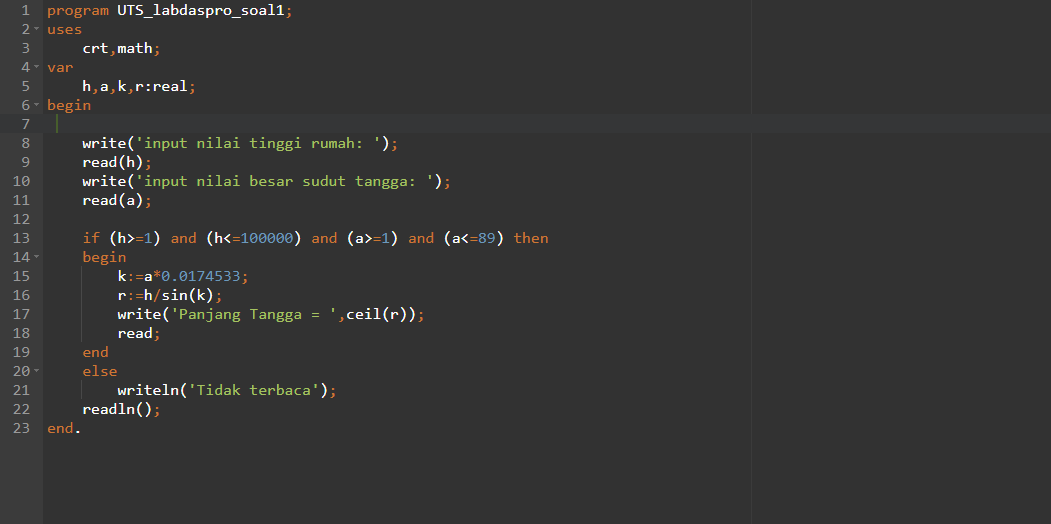 1 program UTS_labdaspro_soal1;
2 uses
3     crt,math;
4 var
5     h,a,k,r:real;
6 begin
7
8     write('input nilai tinggi rumah: ');
9     read(h);
10     write('input nilai besar sudut tangga: ');
11     read(a);
12
13     if (h>=1) and (h<=100000) and (a>=1) and (a<=89) then
14     begin
15         k:=a*0.0174533;
16         r:=h/sin(k);
17         write('Panjang Tangga = ',ceil(r));
18         read;
19     end
20     else
21         writeln('Tidak terbaca');
22     readln();
23 end.